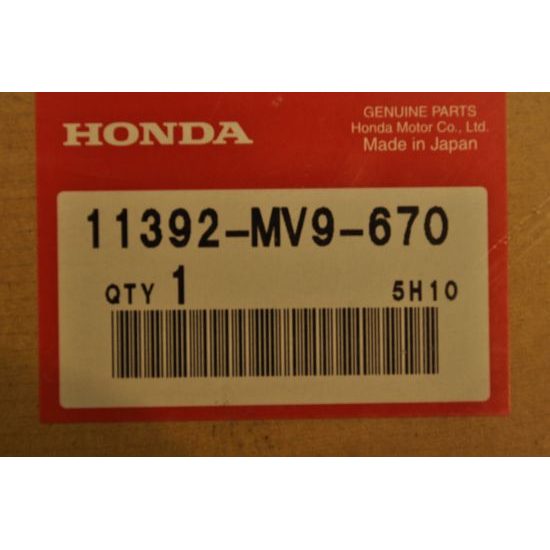 HONDA
GENUINE PARTS
Honda Motor Co., Ltd.
Made in Japan
11392-MV9-670
QTY 1 5H10